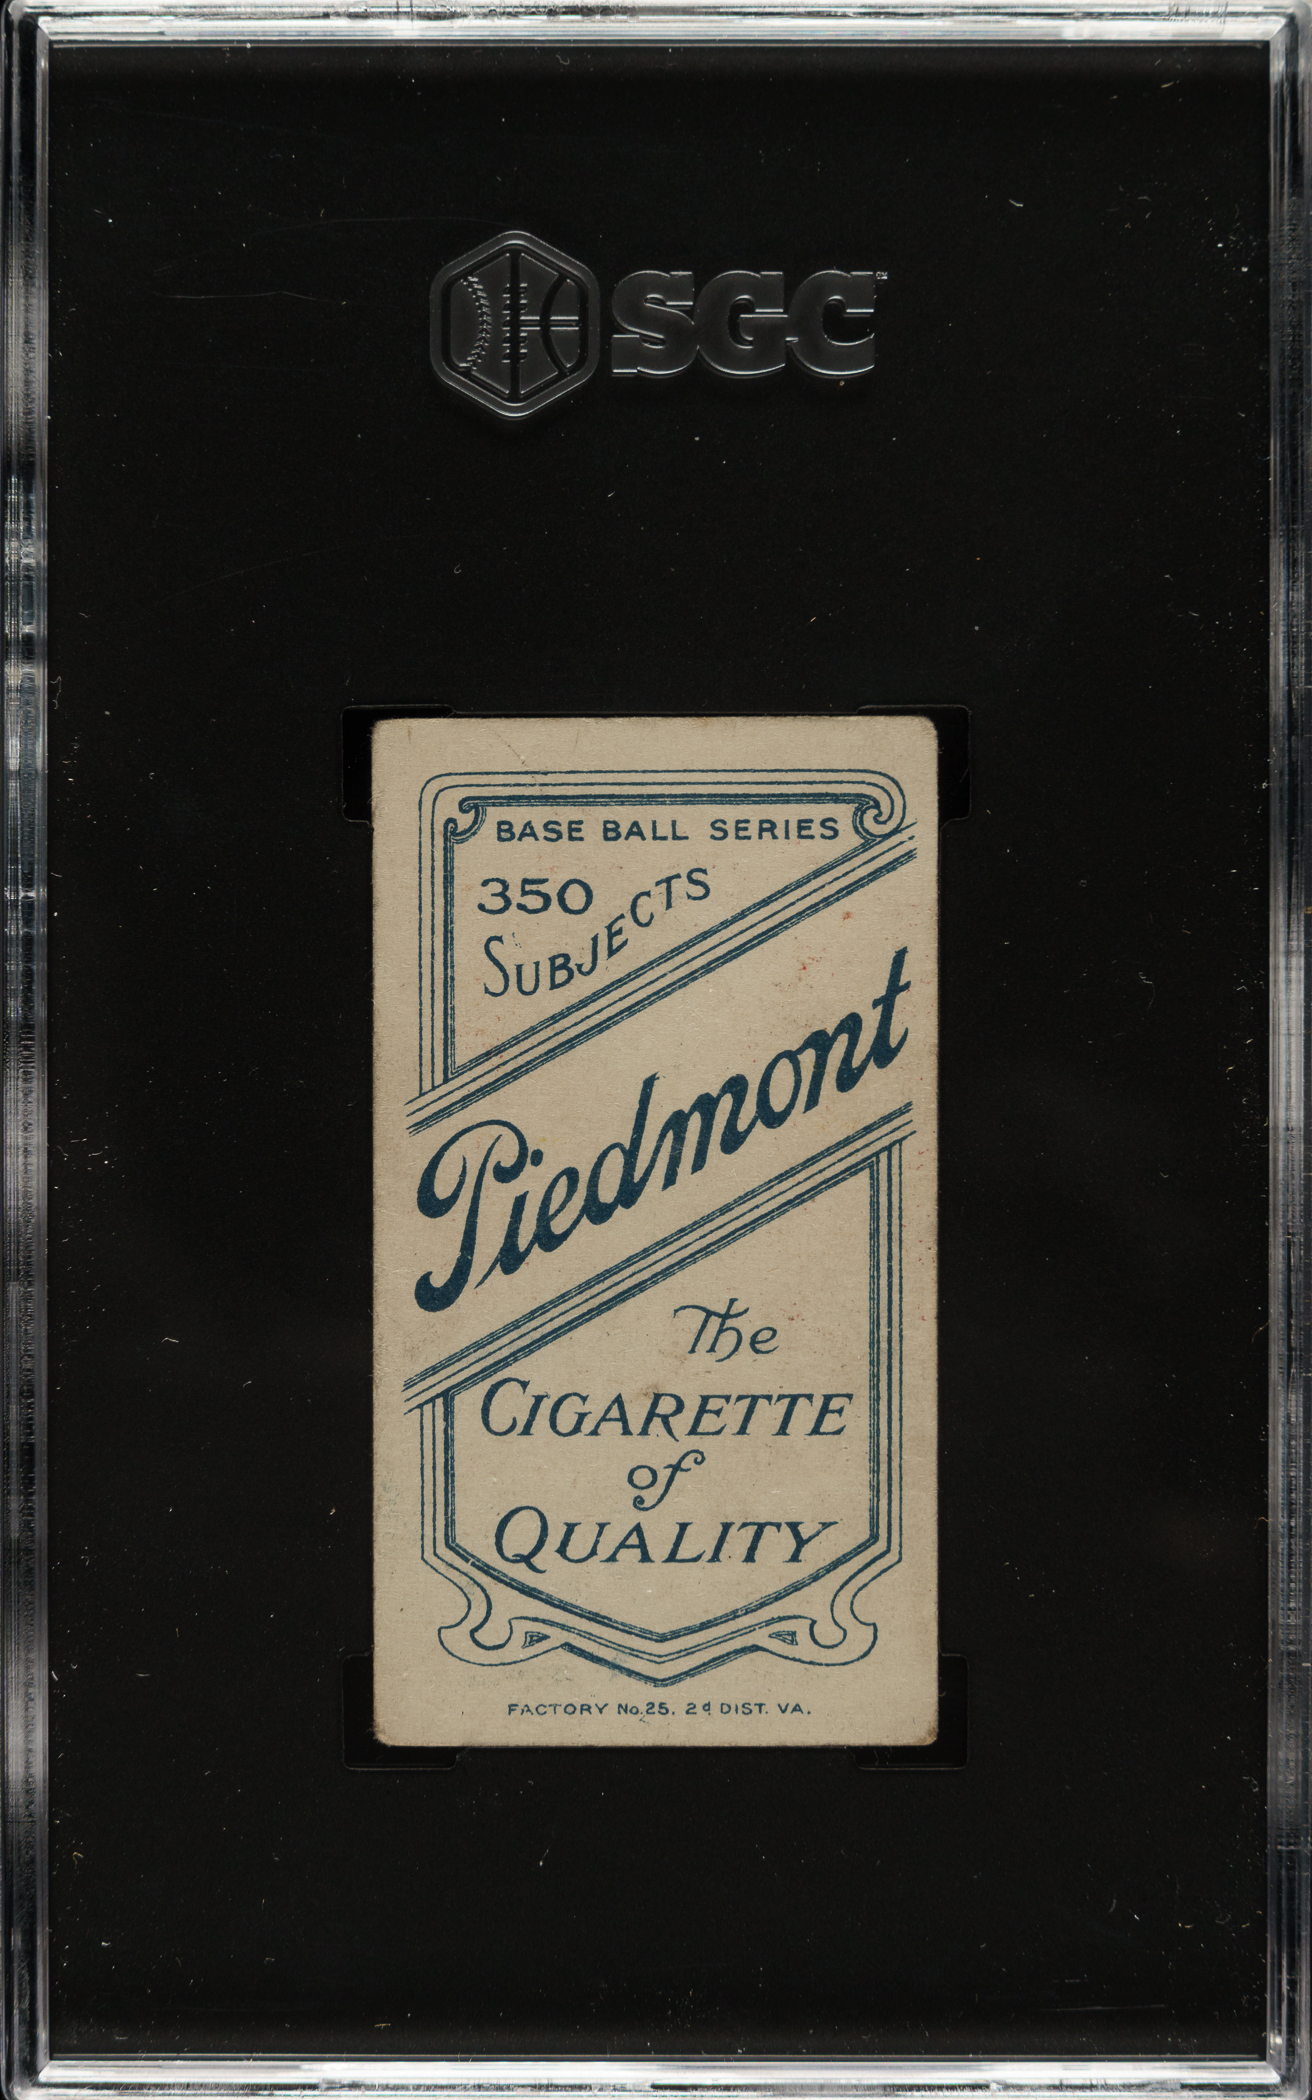 SGC
BASE BALL SERIES
350
SUBJECTS
Piedmont
The
CIGARETTE
of
QUALITY
FACTORY No. 25, 2d DIST. VA.